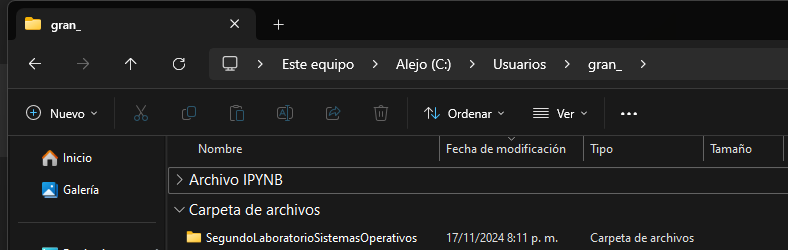 gran_
Este equipo > Alejo (C:) > Usuarios > gran_ >
Nuevo Ordenar Ver
Nombre Fecha de modificación Tipo Tamaño
Inicio
Archivo IPYNB
Galería
Carpeta de archivos
SegundoLaboratorioSistemasOperativos 17/11/2024 8:11 p. m. Carpeta de archivos